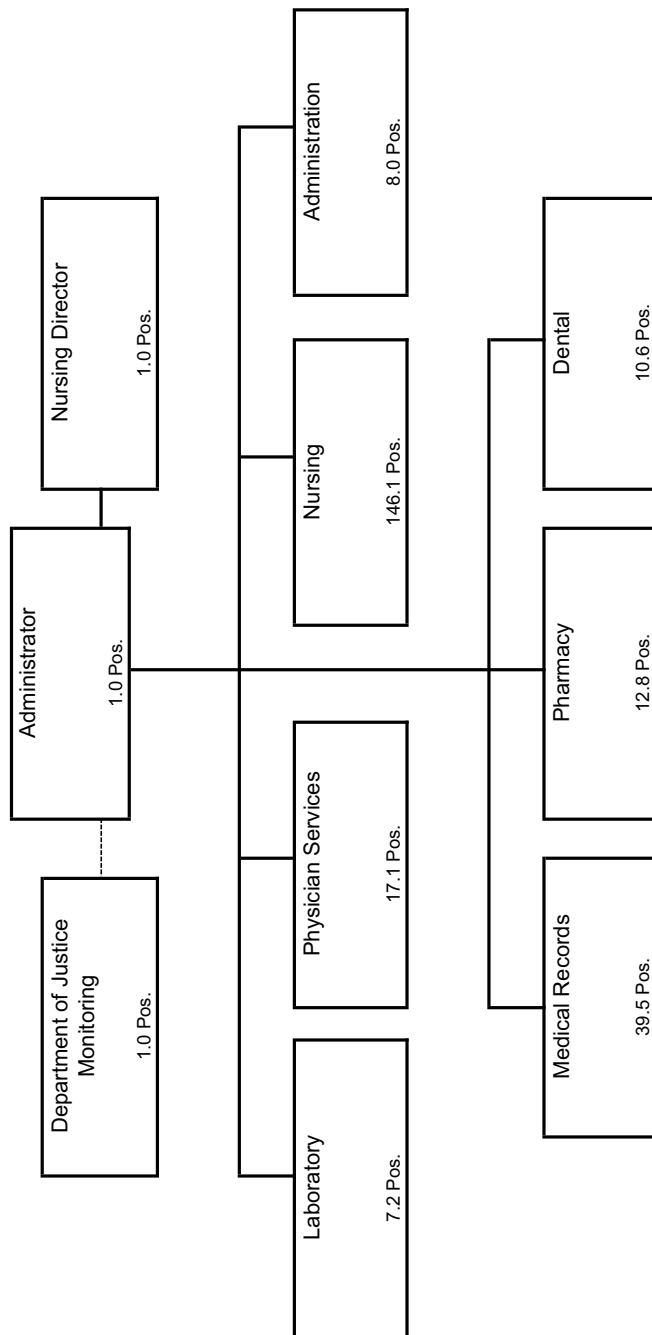 Department of Justice
Monitoring
1.0 Pos.
Administrator
1.0 Pos.
Nursing Director
1.0 Pos.
Laboratory
7.2 Pos.
Physician Services
17.1 Pos.
Nursing
146.1 Pos.
Administration
8.0 Pos.
Medical Records
39.5 Pos.
Pharmacy
12.8 Pos.
Dental
10.6 Pos.